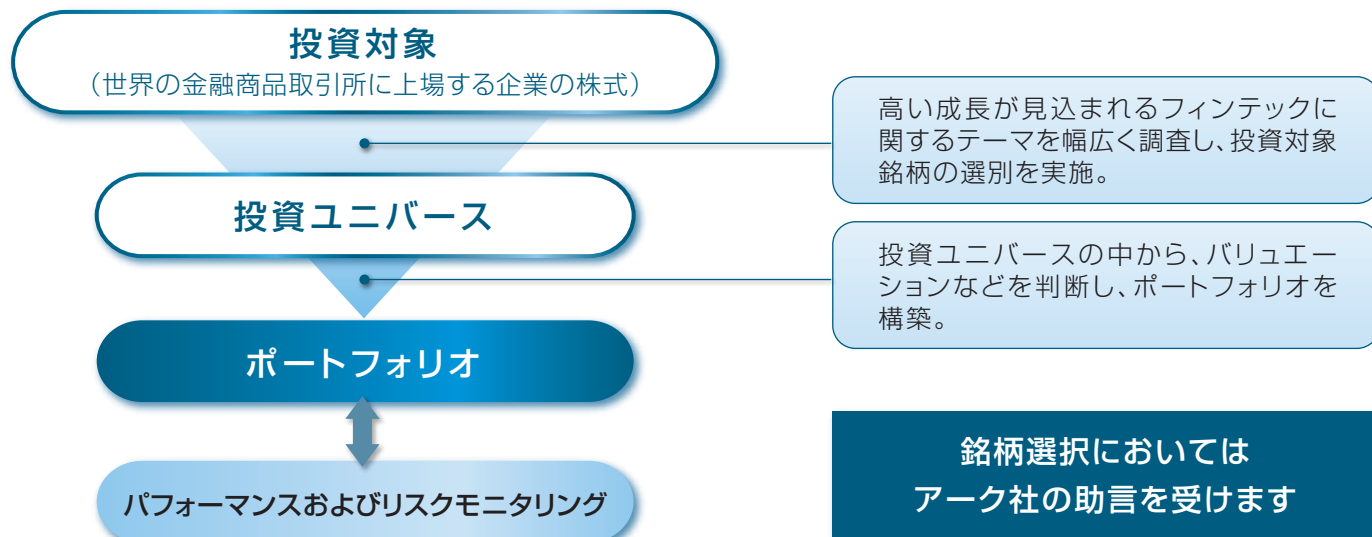 投資対象
（世界の金融商品取引所に上場する企業の株式）
高い成長が見込まれるフィンテックに
関するテーマを幅広く調査し、投資対象
銘柄の選別を実施。
投資ユニバース
投資ユニバースの中から、バリュエー
ションなどを判断し、ポートフォリオを
構築。
ポートフォリオ
パフォーマンスおよびリスクモニタリング
銘柄選択においては
アーク社の助言を受けます